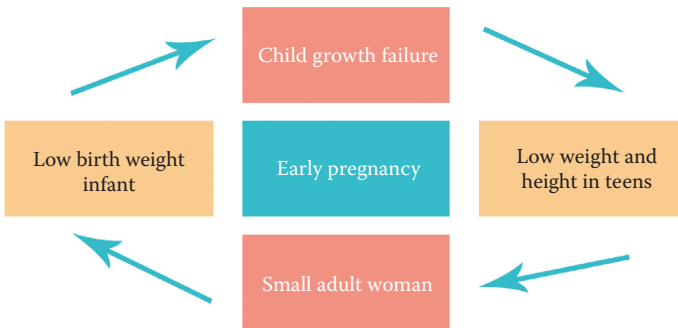 Child growth failure
Low birth weight
infant
Early pregnancy
Low weight and
height in teens
Small adult woman